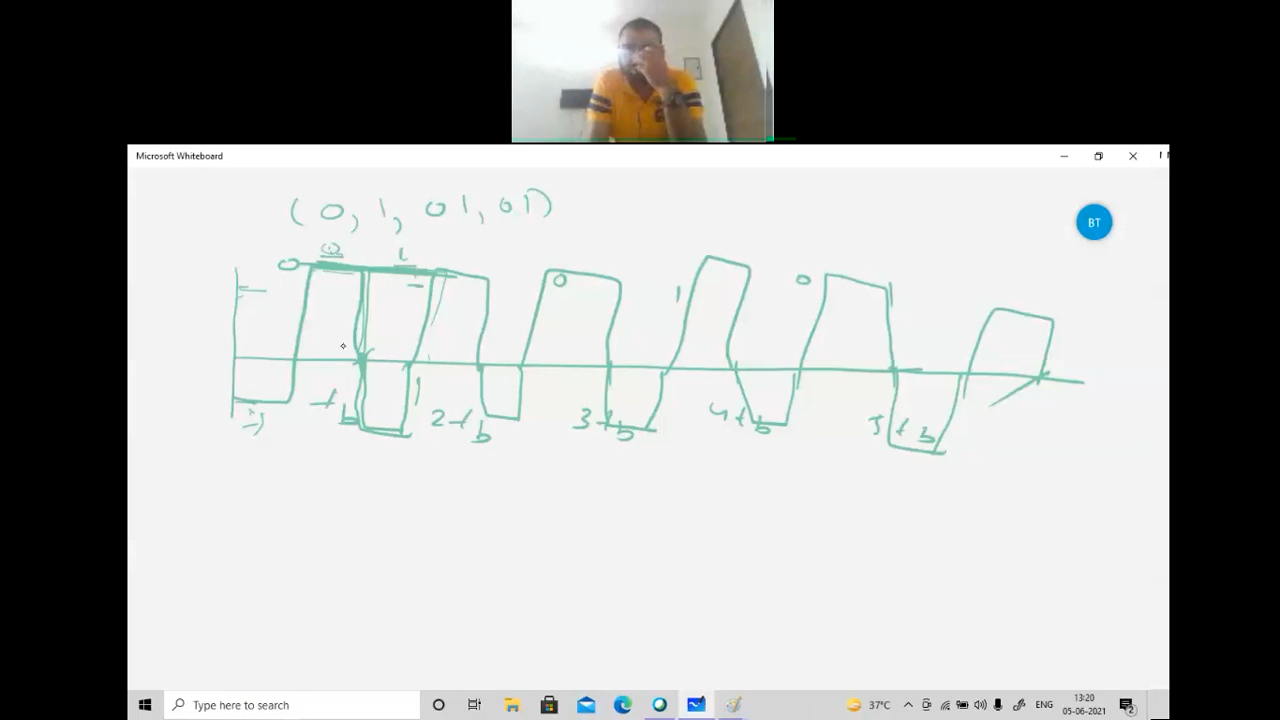 Microsoft Whiteboard
(0, 1, 01, 01)
BT
0
0 1 0
1
tb 2tb 3tb 4tb 5tb
Type here to search
37°C
ENG
13:20
05-06-2021
2